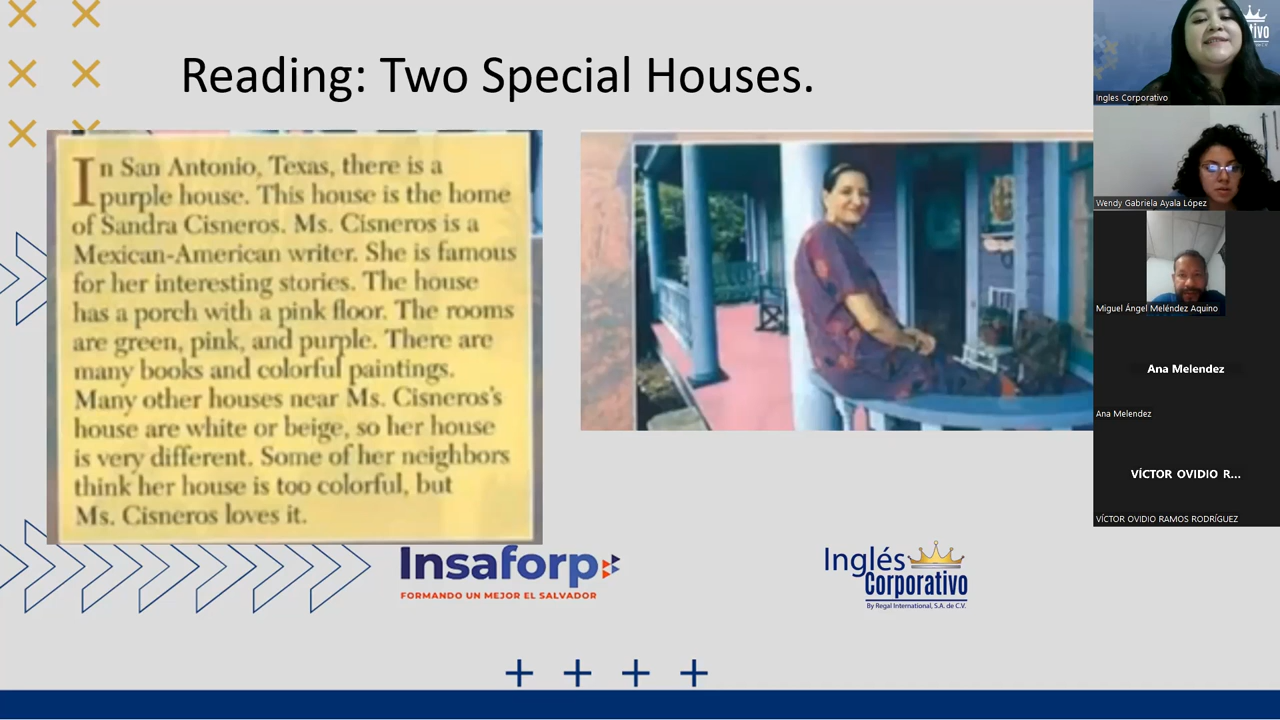 Reading: Two Special Houses.
In San Antonio, Texas, there is a
purple house. This house is the home
of Sandra Cisneros. Ms. Cisneros is a
Mexican-American writer. She is famous
for her interesting stories. The house
has a porch with a pink floor. The rooms
are green, pink, and purple. There are
many books and colorful paintings.
Many other houses near Ms. Cisneros's
house are white or beige, so her house
is very different. Some of her neighbors
think her house is too colorful, but
Ms. Cisneros loves it.
Insaforp
FORMANDO UN MEJOR EL SALVADOR
Inglés
Corporativo
By Regal International, S.A. de C.V.
Ingles Corporativo
Wendy Gabriela Ayala López
Miguel Ángel Meléndez Aquino
Ana Melendez
Ana Melendez
VÍCTOR OVIDIO R...
VÍCTOR OVIDIO RAMOS RODRÍGUEZ